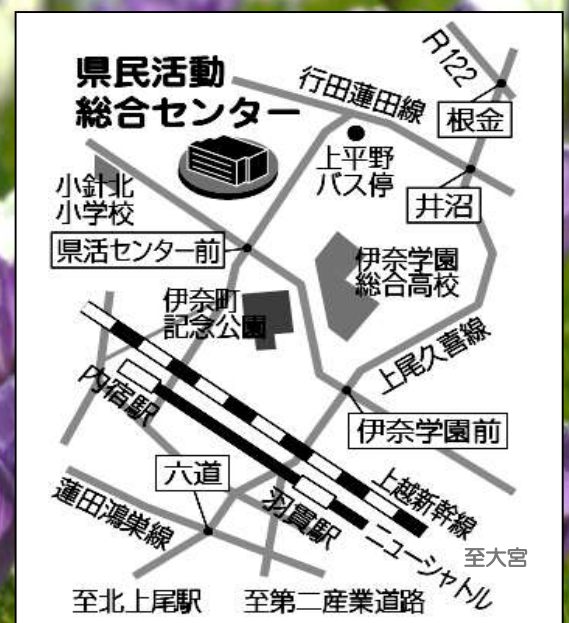 県民活動
総合センター
行田蓮田線
R122
根金
上平野
バス停
井沼
小針北
小学校
県活センター前
伊奈学園
総合高校
伊奈町
記念公園
上尾久喜線
内宿駅
伊奈学園前
六道
羽貫駅
上越新幹線
蓮田鴻巣線
ニューシャトル
至大宮
至北上尾駅
至第二産業道路